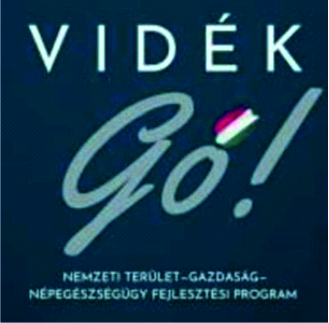 VIDÉK
Gó!
NEMZETI TERÜLET-GAZDASÁG-
NÉPEGÉSZSÉGÜGY FEJLESZTÉSI PROGRAM